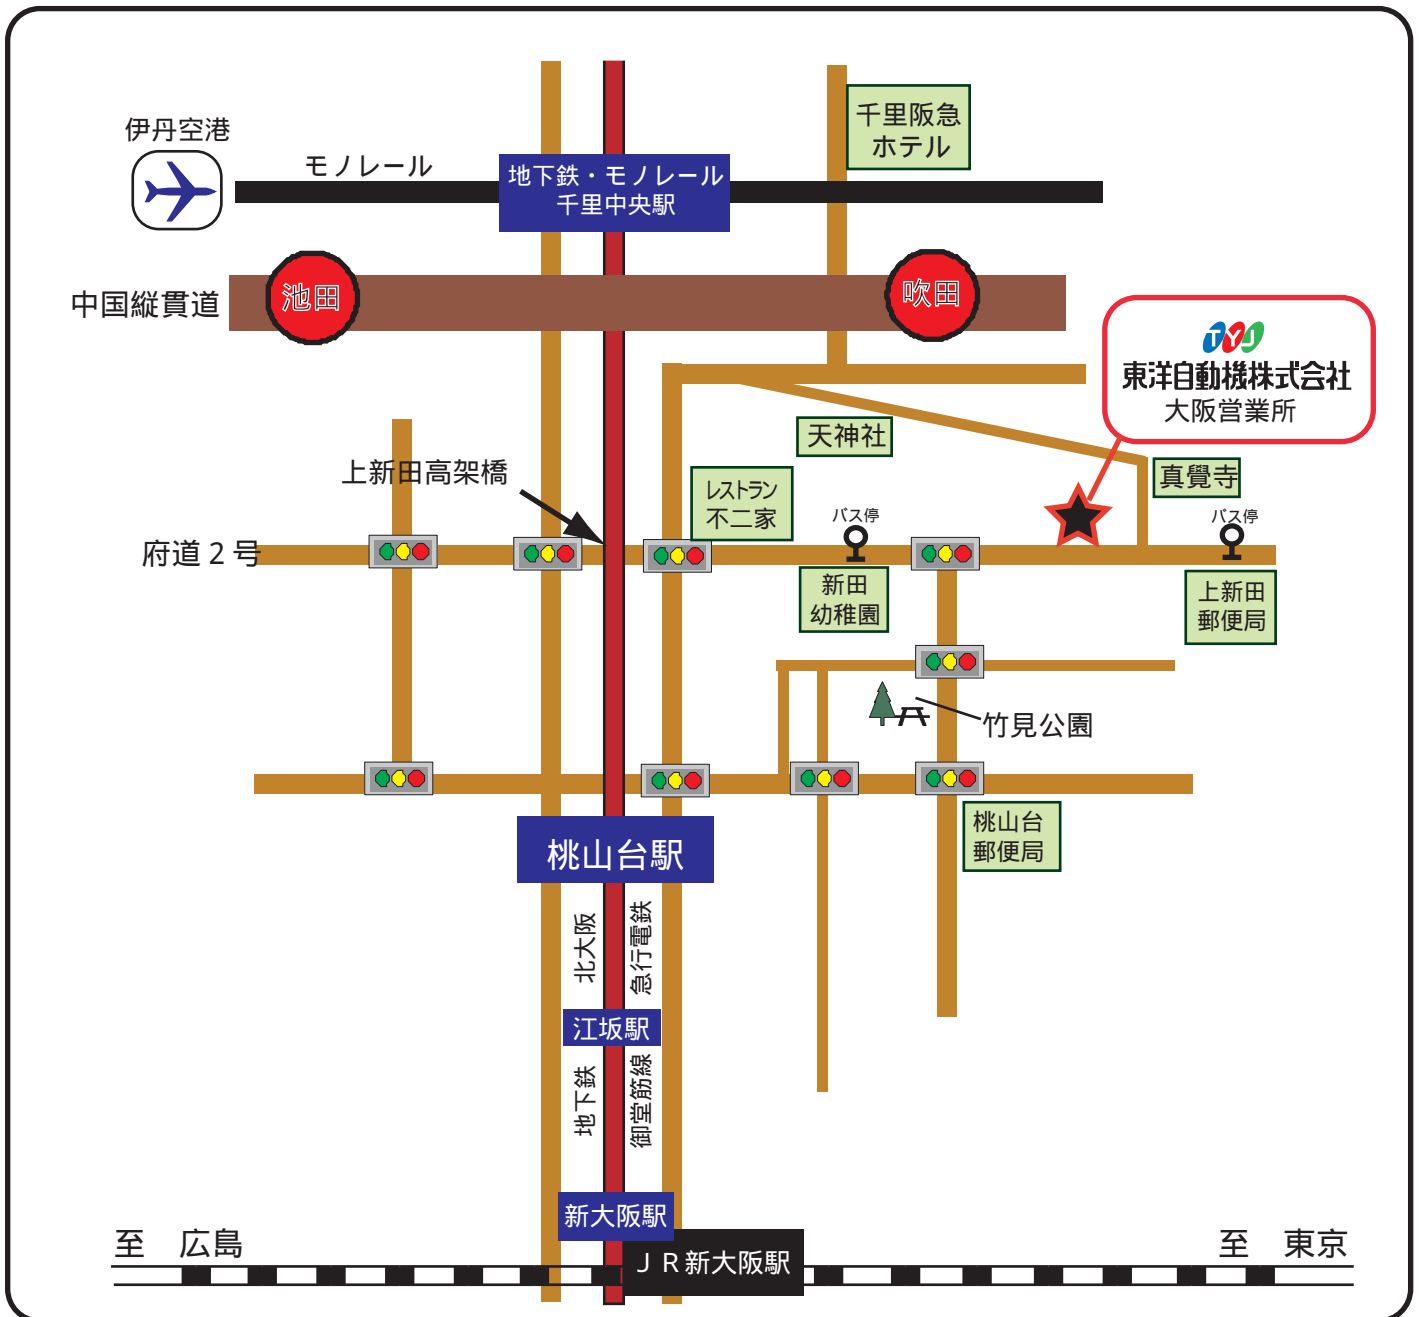 千里阪急
ホテル
伊丹空港
モノレール
地下鉄・モノレール
千里中央駅
中国縦貫道
池田
吹田
TYJ
東洋自動機株式会社
大阪営業所
天神社
上新田高架橋
レストラン
不二家
真覺寺
バス停
バス停
府道2号
新田
幼稚園
上新田
郵便局
竹見公園
桃山台
郵便局
桃山台駅
北大阪
急行電鉄
江坂駅
地下鉄
御堂筋線
新大阪駅
至 広島
JR新大阪駅
至 東京